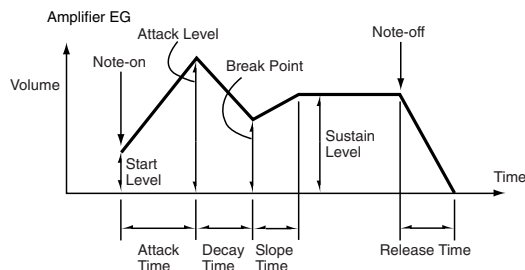 Amplifier EG
Attack Level
Note-off
Note-on
Break Point
Volume
Sustain
Level
Start
Level
Time
Attack
Time
Decay
Time
Slope
Time
Release Time